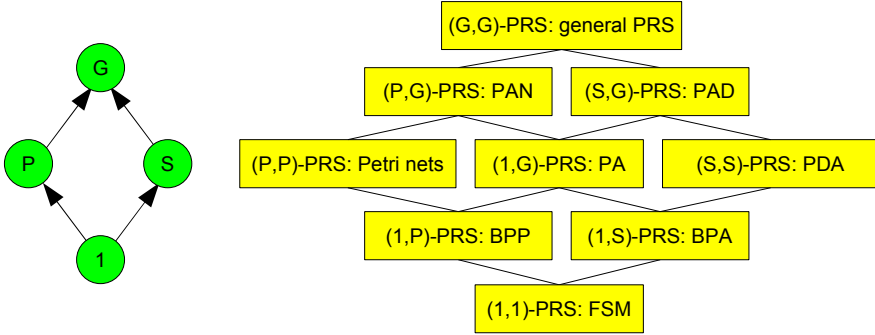 G
P
S
1
(G,G)-PRS: general PRS
(P,G)-PRS: PAN
(S,G)-PRS: PAD
(P,P)-PRS: Petri nets
(1,G)-PRS: PA
(S,S)-PRS: PDA
(1,P)-PRS: BPP
(1,S)-PRS: BPA
(1,1)-PRS: FSM